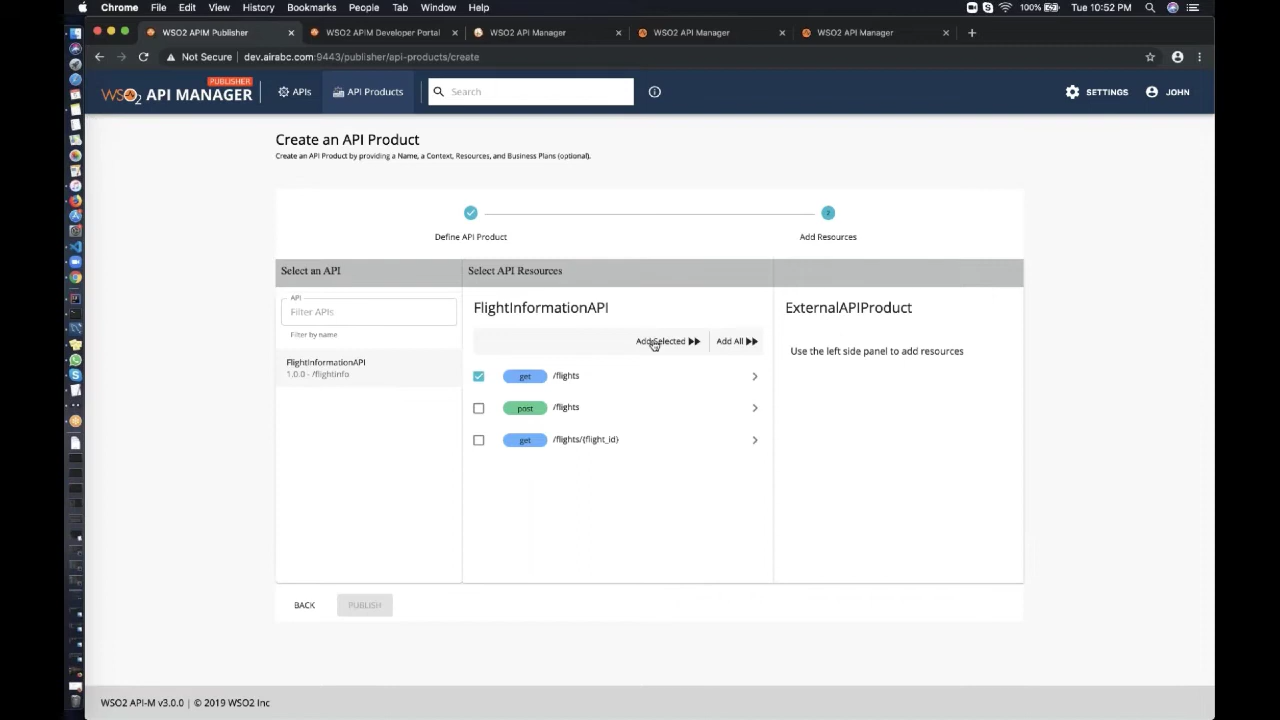 Chrome File Edit View History Bookmarks People Tab Window Help 100% Tue 10:52 PM
WSO2 APIM Publisher WSO2 APIM Developer Portal WSO2 API Manager WSO2 API Manager WSO2 API Manager
Not Secure dev.airabc.com:9443/publisher/api-products/create
PUBLISHER
WSO2 API MANAGER APIs API Products Search SETTINGS JOHN
Create an API Product
Create an API Product by providing a Name, a Context, Resources, and Business Plans (optional).
2
Define API Product Add Resources
Select an API Select API Resources
API
Filter APIs
Filter by name
FlightInformationAPI
1.0.0 - /flightinfo
FlightInformationAPI
Add Selected Add All
get /flights
post /flights
get /flights/{flight_id}
ExternalAPIProduct
Use the left side panel to add resources
BACK PUBLISH
WSO2 API-M v3.0.0 | © 2019 WSO2 Inc